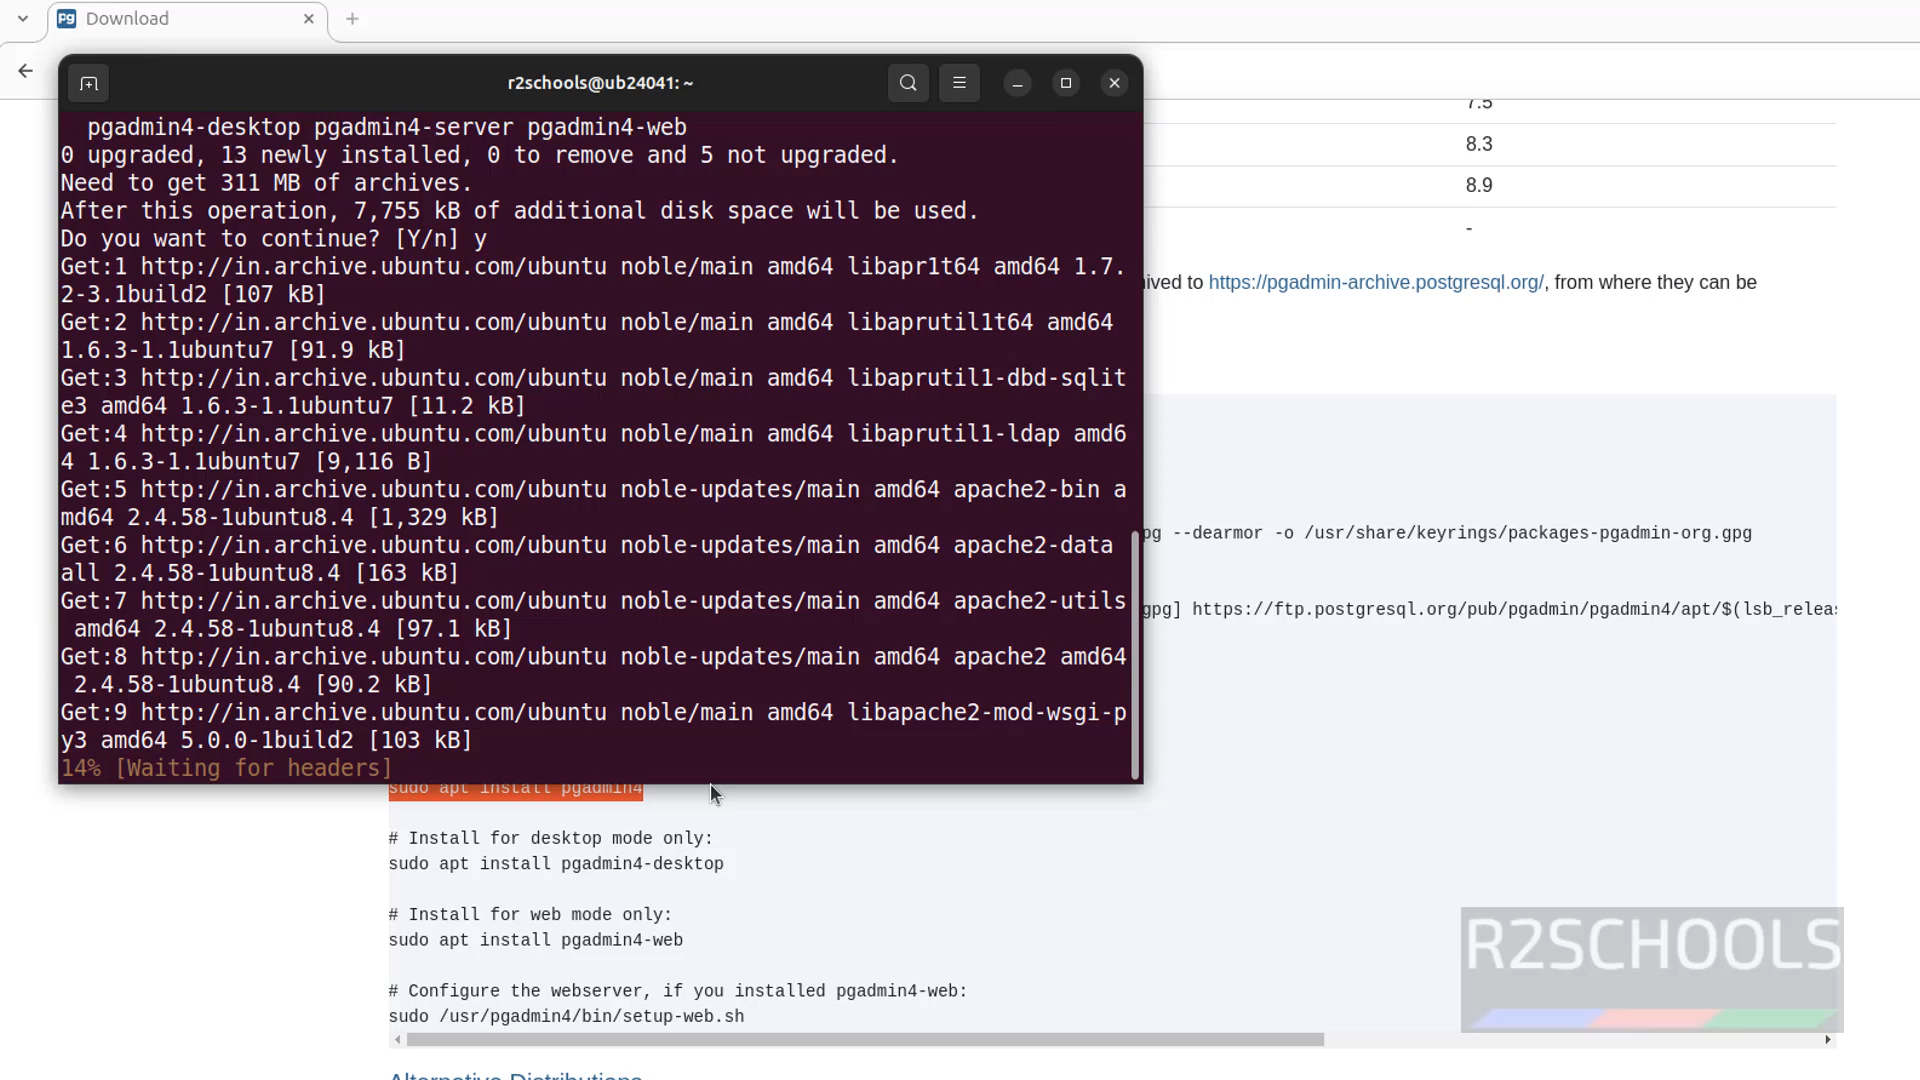 Download
r2schools@ub24041: ~
pgadmin4-desktop pgadmin4-server pgadmin4-web
0 upgraded, 13 newly installed, 0 to remove and 5 not upgraded.
Need to get 311 MB of archives.
After this operation, 7,755 kB of additional disk space will be used.
Do you want to continue? [Y/n] y
Get:1 http://in.archive.ubuntu.com/ubuntu noble/main amd64 libapr1t64 amd64 1.7.
2-3.1build2 [107 kB]
Get:2 http://in.archive.ubuntu.com/ubuntu noble/main amd64 libaprutil1t64 amd64
1.6.3-1.1ubuntu7 [91.9 kB]
Get:3 http://in.archive.ubuntu.com/ubuntu noble/main amd64 libaprutil1-dbd-sqlit
e3 amd64 1.6.3-1.1ubuntu7 [11.2 kB]
Get:4 http://in.archive.ubuntu.com/ubuntu noble/main amd64 libaprutil1-ldap amd6
4 1.6.3-1.1ubuntu7 [9,116 B]
Get:5 http://in.archive.ubuntu.com/ubuntu noble-updates/main amd64 apache2-bin a
md64 2.4.58-1ubuntu8.4 [1,329 kB]
Get:6 http://in.archive.ubuntu.com/ubuntu noble-updates/main amd64 apache2-data
all 2.4.58-1ubuntu8.4 [163 kB]
Get:7 http://in.archive.ubuntu.com/ubuntu noble-updates/main amd64 apache2-utils
amd64 2.4.58-1ubuntu8.4 [97.1 kB]
Get:8 http://in.archive.ubuntu.com/ubuntu noble-updates/main amd64 apache2 amd64
2.4.58-1ubuntu8.4 [90.2 kB]
Get:9 http://in.archive.ubuntu.com/ubuntu noble/main amd64 libapache2-mod-wsgi-p
y3 amd64 5.0.0-1build2 [103 kB]
14% [Waiting for headers]
7.5
8.3
8.9
-
ived to https://pgadmin-archive.postgresql.org/, from where they can be
pg --dearmor -o /usr/share/keyrings/packages-pgadmin-org.gpg
gpg] https://ftp.postgresql.org/pub/pgadmin/pgadmin4/apt/$(lsb_relea
sudo apt install pgadmin4
# Install for desktop mode only:
sudo apt install pgadmin4-desktop
# Install for web mode only:
sudo apt install pgadmin4-web
# Configure the webserver, if you installed pgadmin4-web:
sudo /usr/pgadmin4/bin/setup-web.sh
R2SCHOOLS
Alternative Distributions